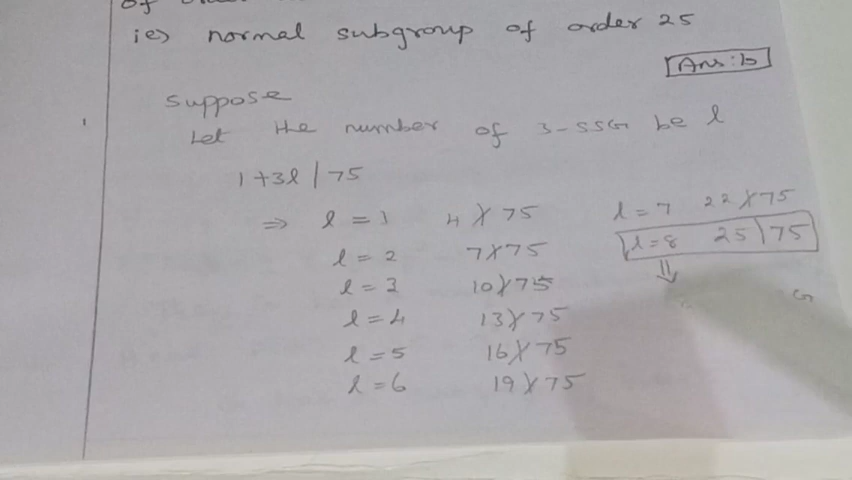 of
ie) normal subgroup of order 25
Ans: b
Suppose
Let the number of 3-SSG be l
1+3l | 75
⇒ l = 1 4 ∤ 75
l = 2 7 ∤ 75
l = 3 10 ∤ 75
l = 4 13 ∤ 75
l = 5 16 ∤ 75
l = 6 19 ∤ 75
l = 7 22 ∤ 75
l = 8 25 | 75
⇓
G